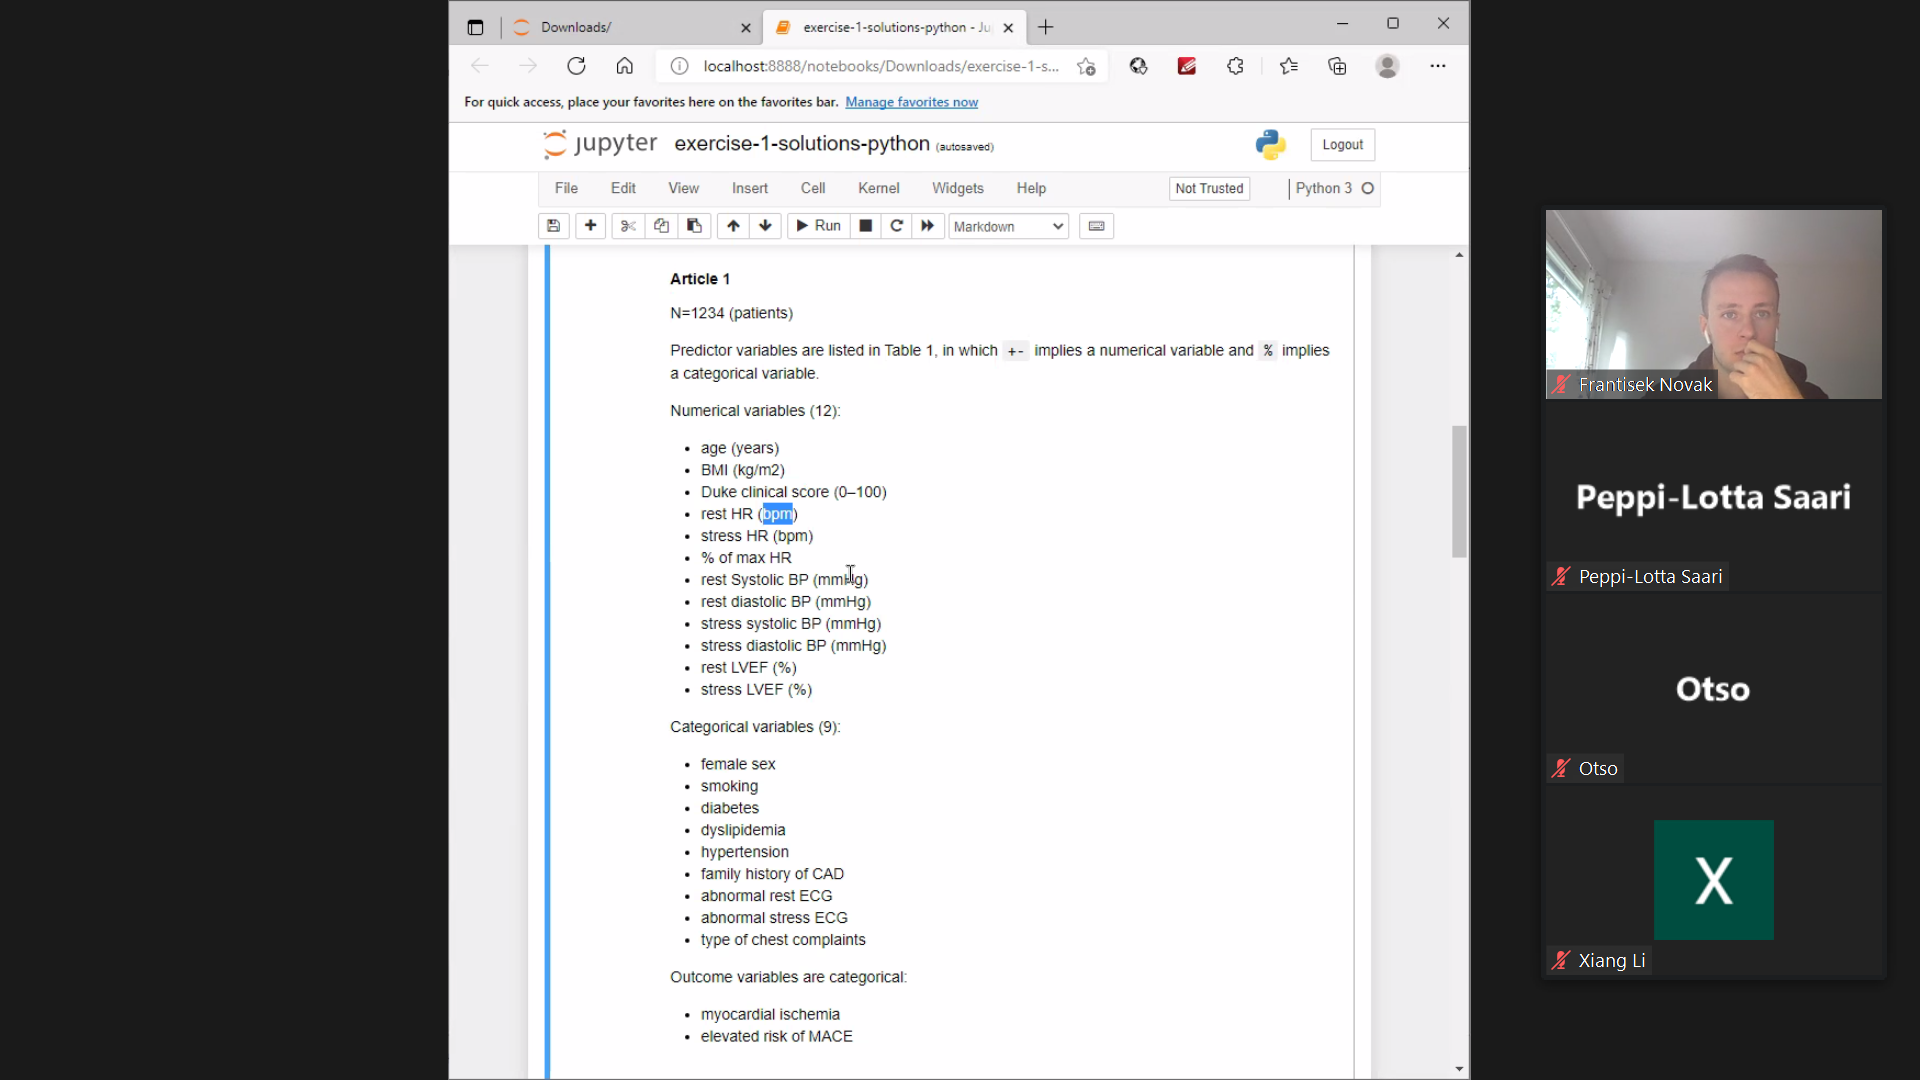 Downloads/
exercise-1-solutions-python - Ju
localhost:8888/notebooks/Downloads/exercise-1-s...
For quick access, place your favorites here on the favorites bar. Manage favorites now
jupyter exercise-1-solutions-python (autosaved)
Logout
File Edit View Insert Cell Kernel Widgets Help
Not Trusted
Python 3
Run
Markdown
Article 1
N=1234 (patients)
Predictor variables are listed in Table 1, in which +- implies a numerical variable and % implies
a categorical variable.
Numerical variables (12):
• age (years)
• BMI (kg/m2)
• Duke clinical score (0–100)
• rest HR (bpm)
• stress HR (bpm)
• % of max HR
• rest Systolic BP (mmHg)
• rest diastolic BP (mmHg)
• stress systolic BP (mmHg)
• stress diastolic BP (mmHg)
• rest LVEF (%)
• stress LVEF (%)
Categorical variables (9):
• female sex
• smoking
• diabetes
• dyslipidemia
• hypertension
• family history of CAD
• abnormal rest ECG
• abnormal stress ECG
• type of chest complaints
Outcome variables are categorical:
• myocardial ischemia
• elevated risk of MACE
Frantisek Novak
Peppi-Lotta Saari
Peppi-Lotta Saari
Otso
Otso
X
Xiang Li